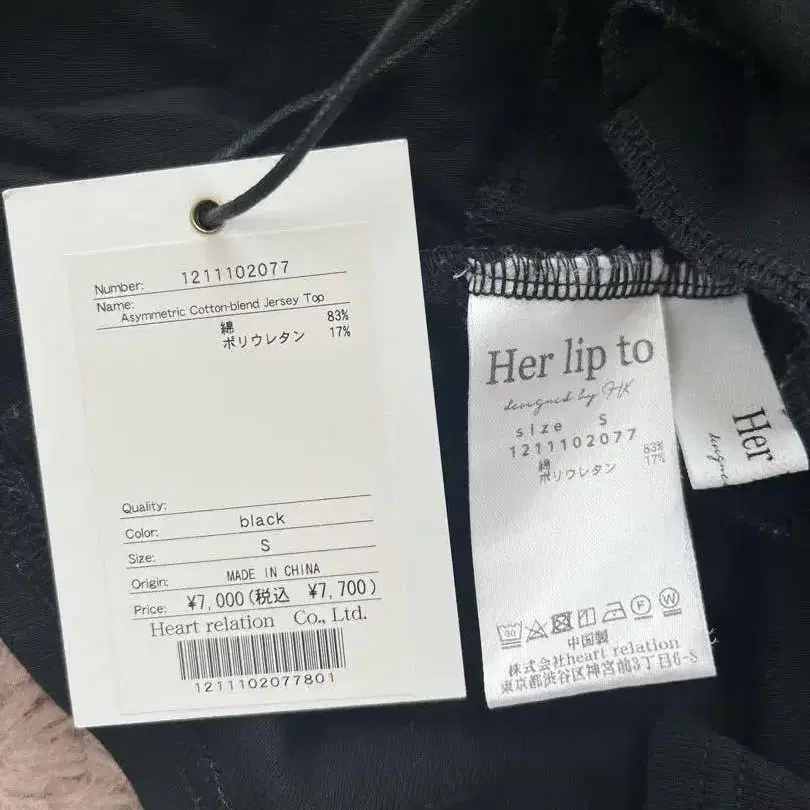 Number: 1211102077
Name:
Asymmetric Cotton-blend Jersey Top
綿 83%
ポリウレタン 17%
Quality:
Color: black
Size: S
Origin: MADE IN CHINA
Price: ¥7,000(税込 ¥7,700)
Heart relation Co., Ltd.
1211102077801
Her lip to
designed by HK
size S
1211102077
綿 83%
ポリウレタン 17%
30
P
W
中国製
株式会社heart relation
東京都渋谷区神宮前3丁目6-8
Her